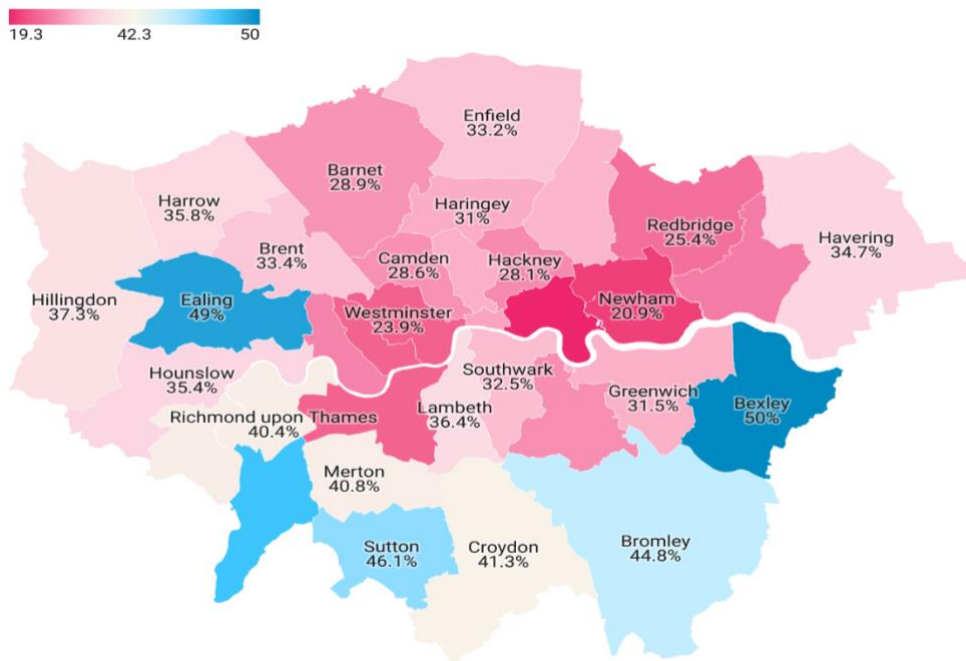 19.3 42.3 50
Enfield
33.2%
Barnet
28.9%
Harrow
35.8%
Haringey
31%
Redbridge
25.4%
Havering
34.7%
Brent
33.4%
Camden
28.6%
Hackney
28.1%
Hillingdon
37.3%
Ealing
49%
Westminster
23.9%
Newham
20.9%
Hounslow
35.4%
Southwark
32.5%
Greenwich
31.5%
Bexley
50%
Richmond upon Thames
40.4%
Lambeth
36.4%
Merton
40.8%
Sutton
46.1%
Croydon
41.3%
Bromley
44.8%